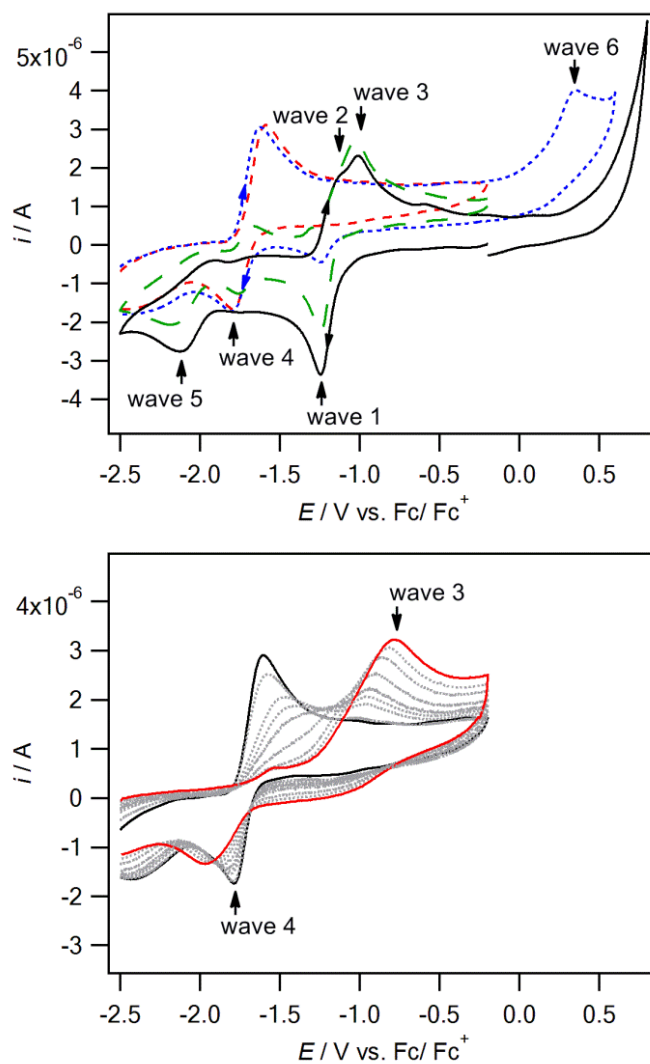 5x10⁻⁶
4
3
2
1
0
-1
-2
-3
-4
i / A
wave 6
wave 3
wave 2
wave 4
wave 5
wave 1
-2.5 -2.0 -1.5 -1.0 -0.5 0.0 0.5
E / V vs. Fc/ Fc⁺
4x10⁻⁶
3
2
1
0
-1
-2
-3
i / A
wave 3
wave 4
-2.5 -2.0 -1.5 -1.0 -0.5 0.0 0.5
E / V vs. Fc/ Fc⁺